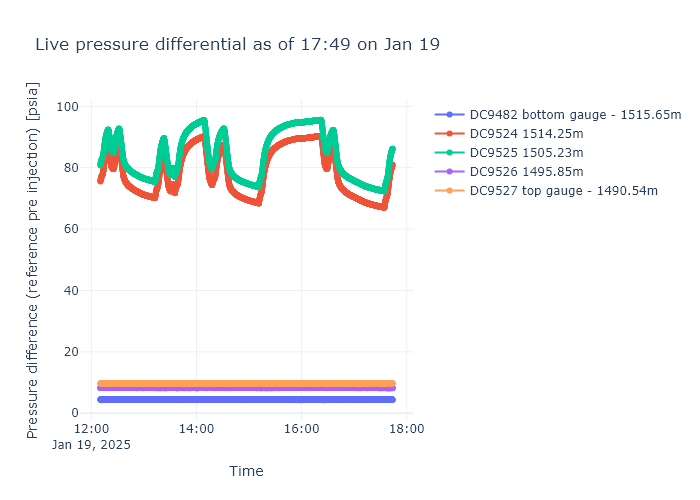 Live pressure differential as of 17:49 on Jan 19
Pressure difference (reference pre injection) [psia]
100
80
60
40
20
0
12:00
Jan 19, 2025
14:00
16:00
18:00
Time
DC9482 bottom gauge - 1515.65m
DC9524 1514.25m
DC9525 1505.23m
DC9526 1495.85m
DC9527 top gauge - 1490.54m